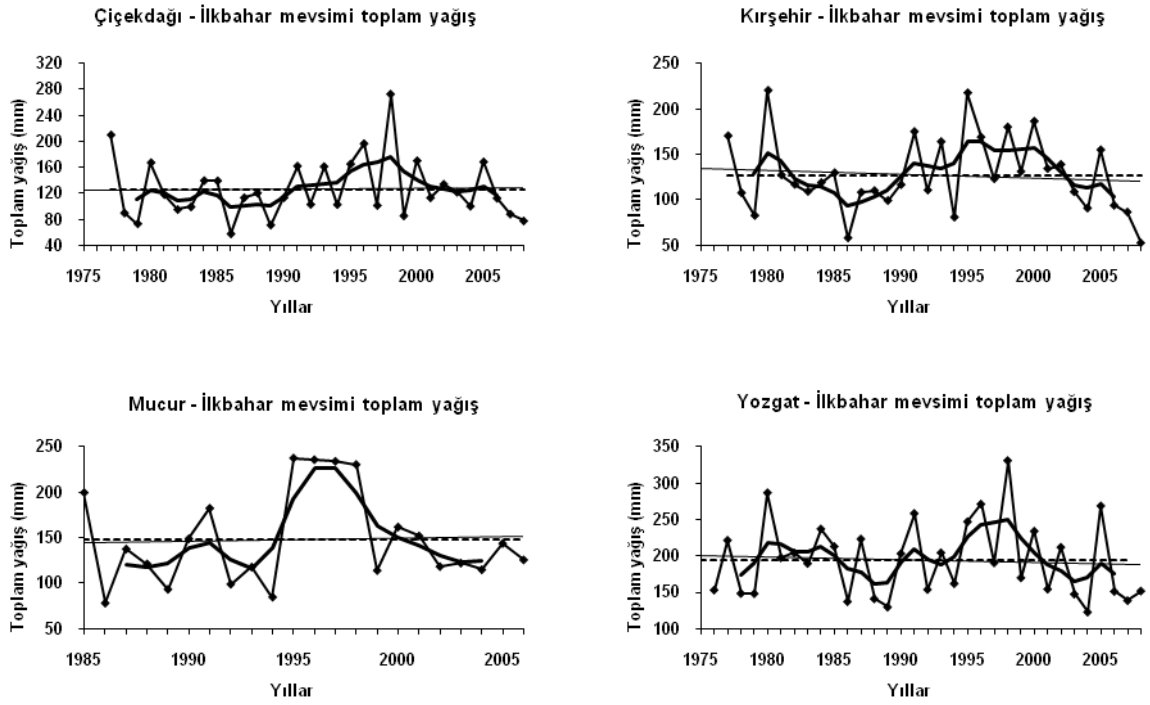 Çiçekdağı - İlkbahar mevsimi toplam yağış
Toplam yağış (mm)
320
280
240
200
160
120
80
40
1975 1980 1985 1990 1995 2000 2005
Yıllar
Kırşehir - İlkbahar mevsimi toplam yağış
Toplam yağış (mm)
250
200
150
100
50
1975 1980 1985 1990 1995 2000 2005
Yıllar
Mucur - İlkbahar mevsimi toplam yağış
Toplam yağış (mm)
250
200
150
100
50
1985 1990 1995 2000 2005
Yıllar
Yozgat - İlkbahar mevsimi toplam yağış
Toplam yağış (mm)
350
300
250
200
150
100
1975 1980 1985 1990 1995 2000 2005
Yıllar